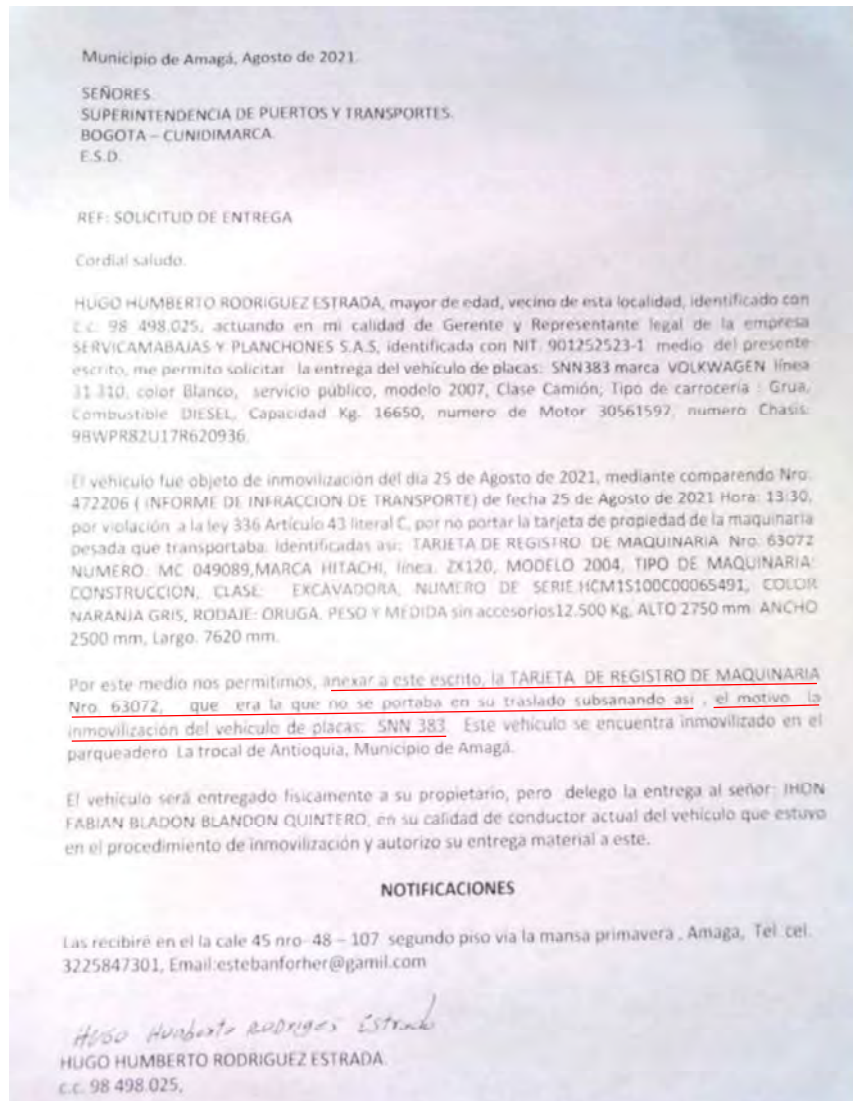 Municipio de Amagá, Agosto de 2021.
SEÑORES.
SUPERINTENDENCIA DE PUERTOS Y TRANSPORTES.
BOGOTA – CUNIDIMARCA.
E.S.D.
REF: SOLICITUD DE ENTREGA
Cordial saludo.
HUGO HUMBERTO RODRIGUEZ ESTRADA, mayor de edad, vecino de esta localidad, identificado con
c.c. 98 498.025, actuando en mi calidad de Gerente y Representante legal de la empresa
SERVICAMABAJAS Y PLANCHONES S.A.S, identificada con NIT. 901252523-1 medio del presente
escrito, me permito solicitar la entrega del vehículo de placas: SNN383 marca VOLKWAGEN línea
31 310, color Blanco, servicio público, modelo 2007, Clase Camión; Tipo de carrocería : Grua,
Combustible DIESEL, Capacidad Kg. 16650, numero de Motor 30561597, numero Chasis:
9BWPR82U17R620936.
El vehículo fue objeto de inmovilización del día 25 de Agosto de 2021, mediante comparendo Nro.
472206 ( INFORME DE INFRACCION DE TRANSPORTE) de fecha 25 de Agosto de 2021 Hora: 13:30,
por violación a la ley 336 Artículo 43 literal C, por no portar la tarjeta de propiedad de la maquinaria
pesada que transportaba. Identificadas así: TARJETA DE REGISTRO DE MAQUINARIA Nro. 63072
NUMERO: MC 049089,MARCA HITACHI, línea. ZX120, MODELO 2004, TIPO DE MAQUINARIA:
CONSTRUCCION, CLASE: EXCAVADORA, NUMERO DE SERIE.HCM1S100C00065491, COLOR
NARANJA GRIS, RODAJE: ORUGA. PESO Y MEDIDA sin accesorios12.500 Kg, ALTO 2750 mm. ANCHO
2500 mm, Largo. 7620 mm.
Por este medio nos permitimos, anexar a este escrito, la TARJETA DE REGISTRO DE MAQUINARIA
Nro. 63072, que era la que no se portaba en su traslado subsanando así , el motivo la
inmovilización del vehículo de placas: SNN 383 Este vehículo se encuentra inmovilizado en el
parqueadero La trocal de Antioquia, Municipio de Amagá.
El vehículo será entregado físicamente a su propietario, pero delego la entrega al señor: JHON
FABIAN BLADON BLANDON QUINTERO, en su calidad de conductor actual del vehículo que estuvo
en el procedimiento de inmovilización y autorizo su entrega material a este.
NOTIFICACIONES
Las recibiré en el la cale 45 nro- 48 – 107 segundo piso via la mansa primavera , Amaga, Tel. cel.
3225847301, Email:estebanforher@gamil.com
Hugo Humberto Rodriges Estrada
HUGO HUMBERTO RODRIGUEZ ESTRADA.
c.c. 98 498.025,